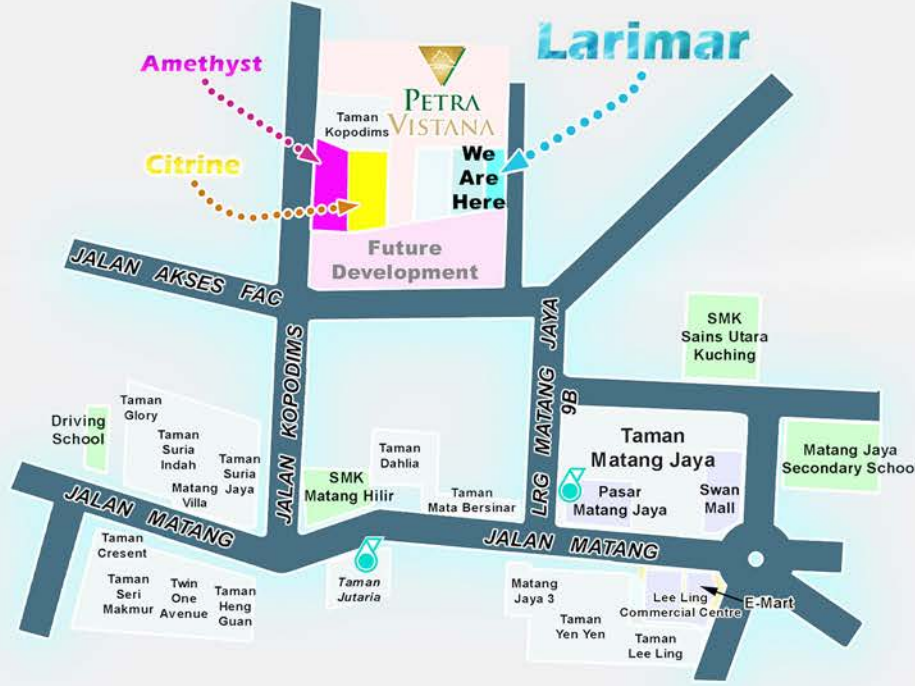 Larimar
Amethyst
PETRA
VISTANA
Taman
Kopodims
Citrine
We
Are
Here
Future
Development
JALAN AKSES FAC
JALAN KOPODIMS
LRG MATANG JAYA
9B
SMK
Sains Utara
Kuching
Taman
Glory
Driving
School
Taman
Suria
Indah
Taman
Suria
Jaya
Matang
Villa
Taman
Dahlia
SMK
Matang Hilir
Taman
Mata Bersinar
Taman
Matang Jaya
Pasar
Matang Jaya
Swan
Mall
Matang Jaya
Secondary School
JALAN MATANG
JALAN MATANG
Taman
Cresent
Taman
Seri
Makmur
Twin
One
Avenue
Taman
Heng
Guan
Taman
Jutaria
Matang
Jaya 3
Lee Ling
Commercial Centre
E-Mart
Taman
Yen Yen
Taman
Lee Ling